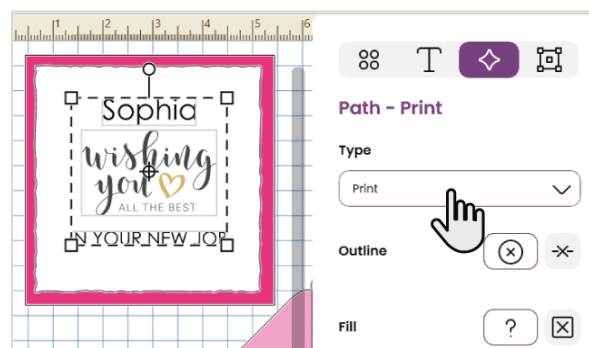 1 2 3 4 5 6
Sophia
wishing
you
ALL THE BEST
N YOUR NEW JOB
T
Path - Print
Type
Print
Outline
Fill
?